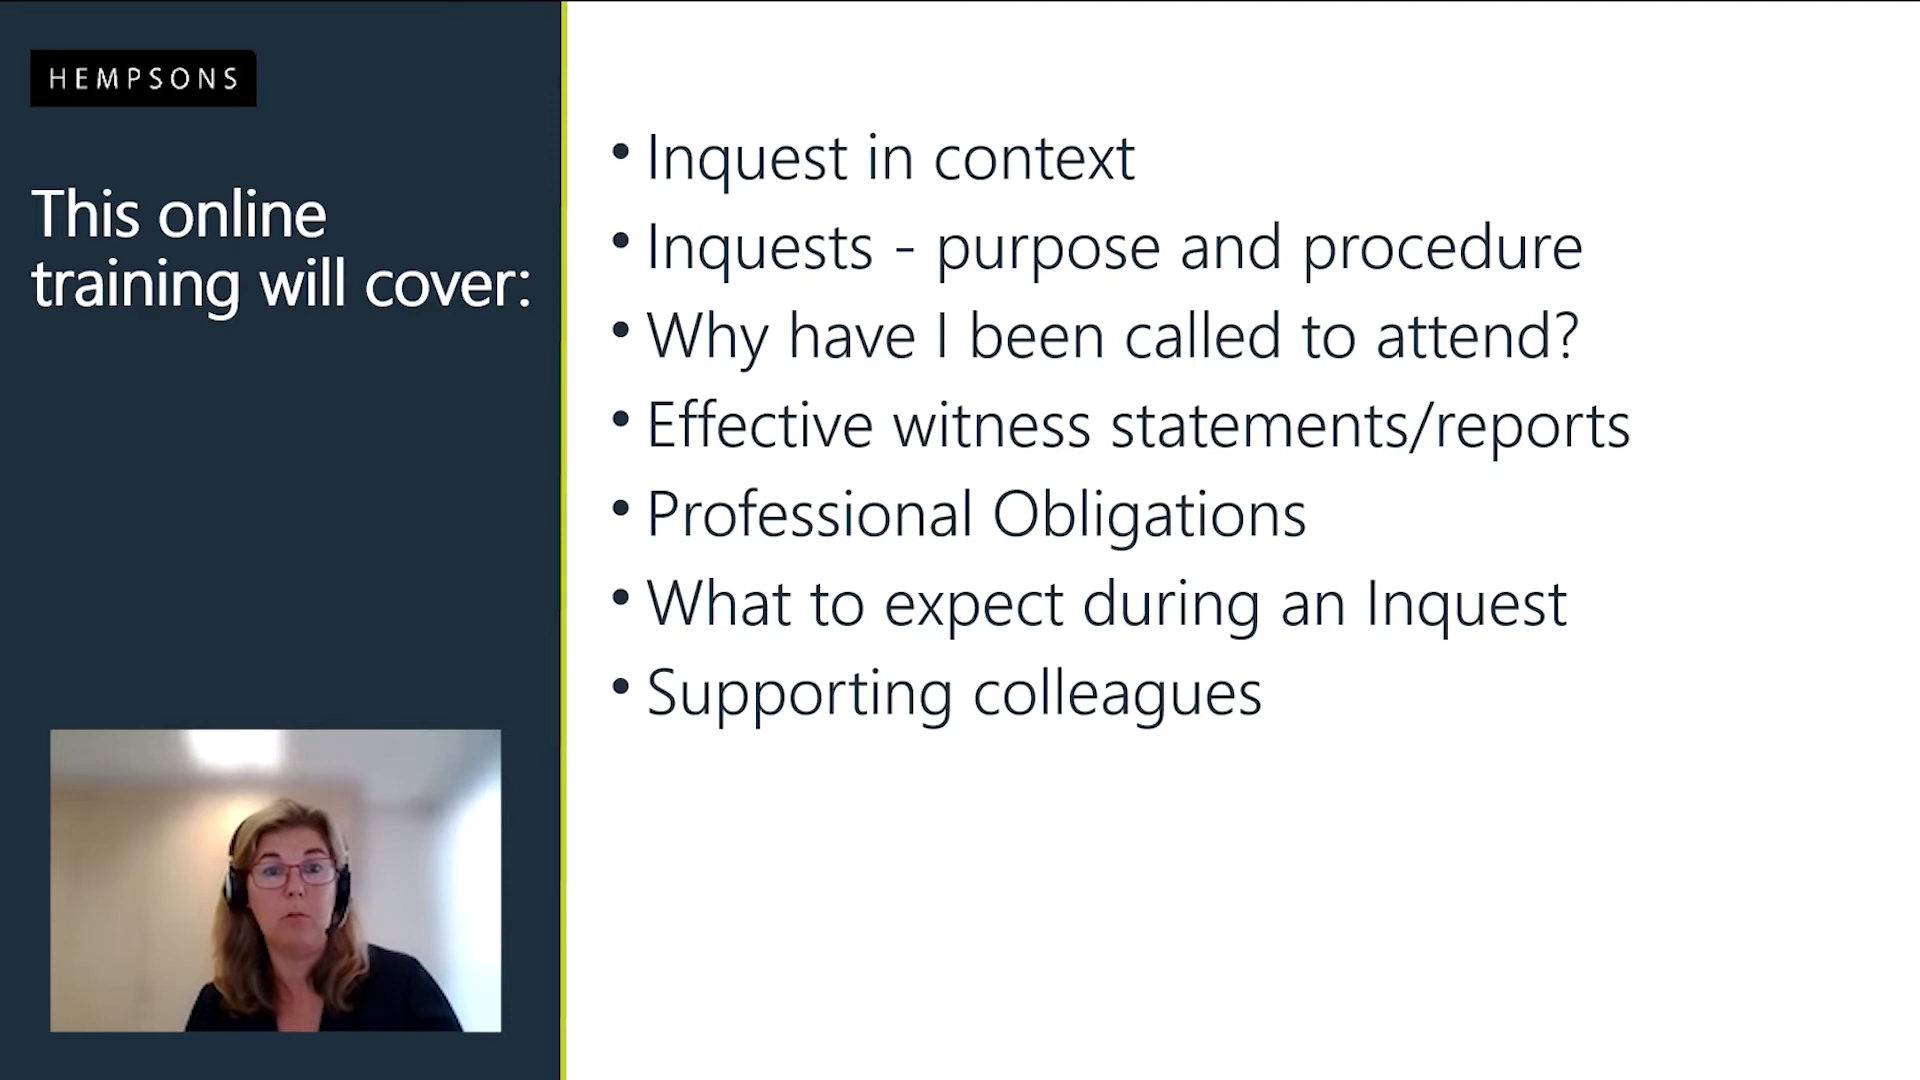 HEMPSONS
This online
training will cover:
• Inquest in context
• Inquests - purpose and procedure
• Why have I been called to attend?
• Effective witness statements/reports
• Professional Obligations
• What to expect during an Inquest
• Supporting colleagues